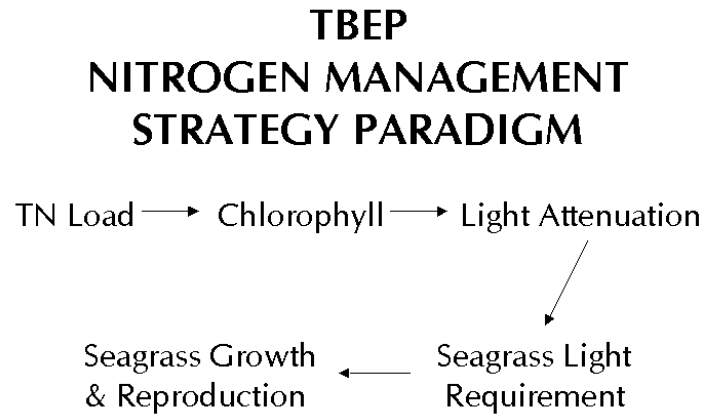 TBEP
NITROGEN MANAGEMENT
STRATEGY PARADIGM
TN Load
Chlorophyll
Light Attenuation
Seagrass Growth
& Reproduction
Seagrass Light
Requirement